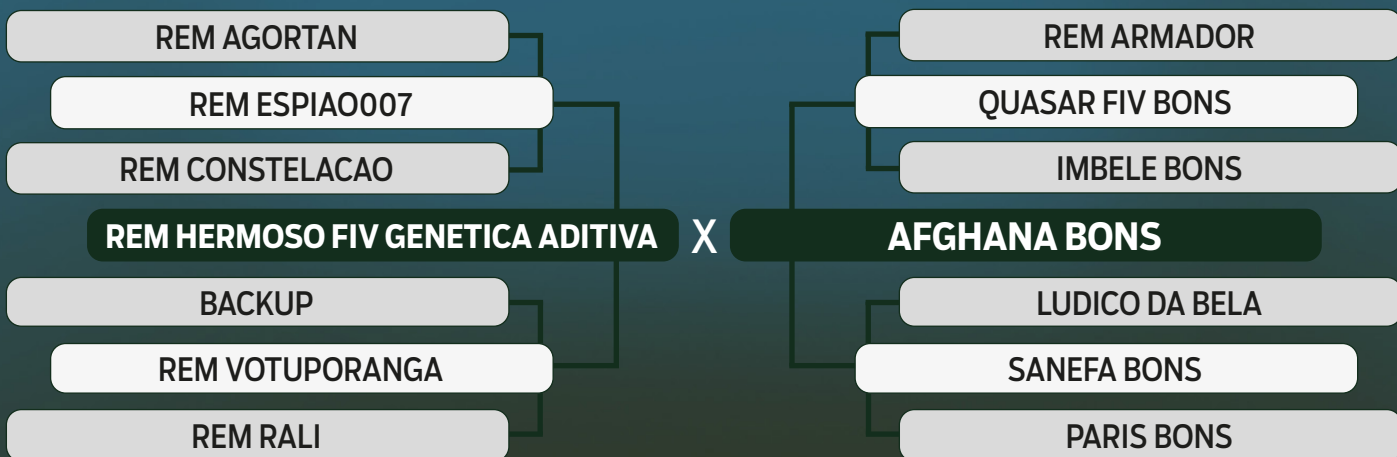 REM AGORTAN
REM ARMADOR
REM ESPIAO007
QUASAR FIV BONS
REM CONSTELACAO
IMBELE BONS
REM HERMOSO FIV GENETICA ADITIVA X AFGHANA BONS
BACKUP
LUDICO DA BELA
REM VOTUPORANGA
SANEFA BONS
REM RALI
PARIS BONS